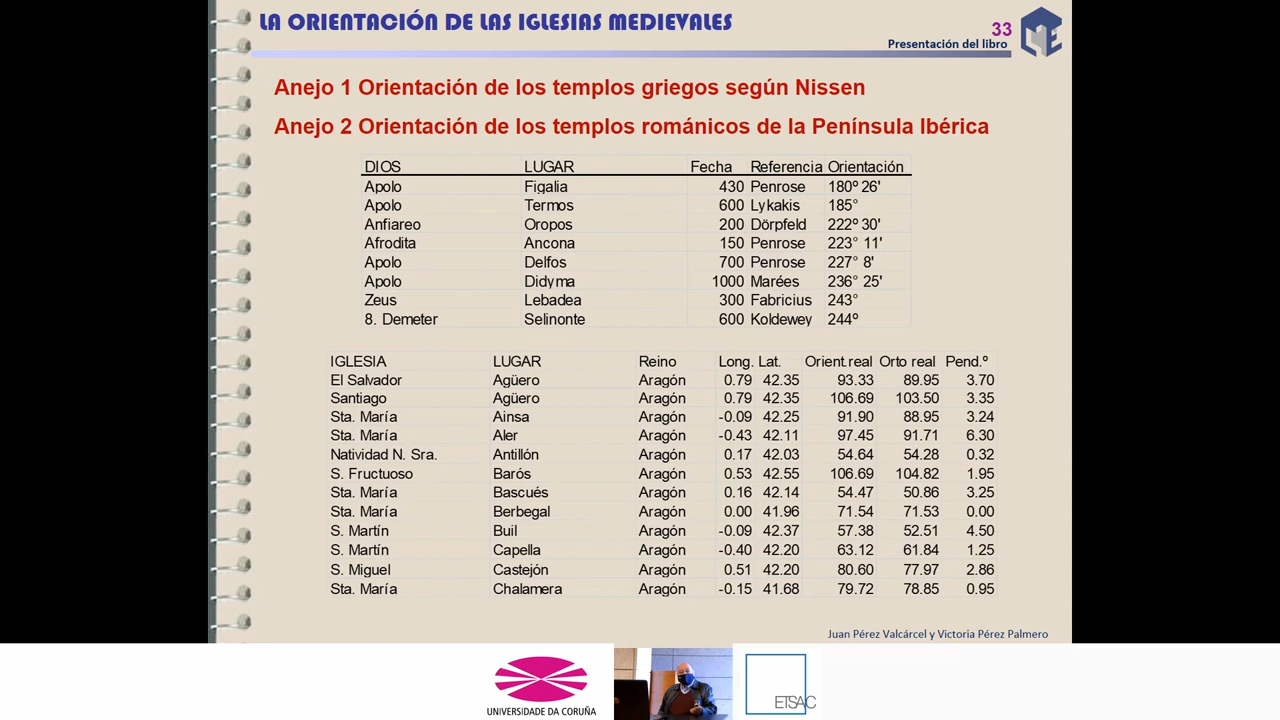 LA ORIENTACIÓN DE LAS IGLESIAS MEDIEVALES
33
Presentación del libro
Anejo 1 Orientación de los templos griegos según Nissen
Anejo 2 Orientación de los templos románicos de la Península Ibérica
DIOS LUGAR Fecha Referencia Orientación
Apolo Figalia 430 Penrose 180º 26'
Apolo Termos 600 Lykakis 185°
Anfiareo Oropos 200 Dörpfeld 222º 30'
Afrodita Ancona 150 Penrose 223° 11'
Apolo Delfos 700 Penrose 227° 8'
Apolo Didyma 1000 Marées 236° 25'
Zeus Lebadea 300 Fabricius 243°
8. Demeter Selinonte 600 Koldewey 244º
IGLESIA LUGAR Reino Long. Lat. Orient.real Orto real Pend.º
El Salvador Agüero Aragón 0.79 42.35 93.33 89.95 3.70
Santiago Agüero Aragón 0.79 42.35 106.69 103.50 3.35
Sta. María Ainsa Aragón -0.09 42.25 91.90 88.95 3.24
Sta. María Aler Aragón -0.43 42.11 97.45 91.71 6.30
Natividad N. Sra. Antillón Aragón 0.17 42.03 54.64 54.28 0.32
S. Fructuoso Barós Aragón 0.53 42.55 106.69 104.82 1.95
Sta. María Bascués Aragón 0.16 42.14 54.47 50.86 3.25
Sta. María Berbegal Aragón 0.00 41.96 71.54 71.53 0.00
S. Martín Buil Aragón -0.09 42.37 57.38 52.51 4.50
S. Martín Capella Aragón -0.40 42.20 63.12 61.84 1.25
S. Miguel Castejón Aragón 0.51 42.20 80.60 77.97 2.86
Sta. María Chalamera Aragón -0.15 41.68 79.72 78.85 0.95
Juan Pérez Valcárcel y Victoria Pérez Palmero
UNIVERSIDADE DA CORUÑA
ETSAC